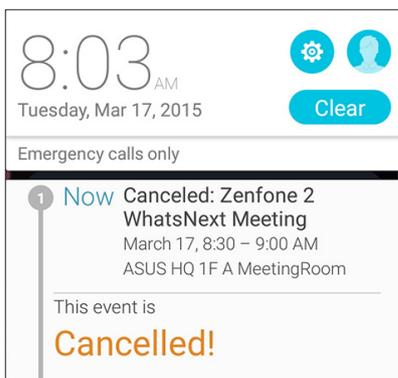 8:03 AM
Tuesday, Mar 17, 2015
Clear
Emergency calls only
1
Now
Canceled: Zenfone 2
WhatsNext Meeting
March 17, 8:30 – 9:00 AM
ASUS HQ 1F A MeetingRoom
This event is
Cancelled!